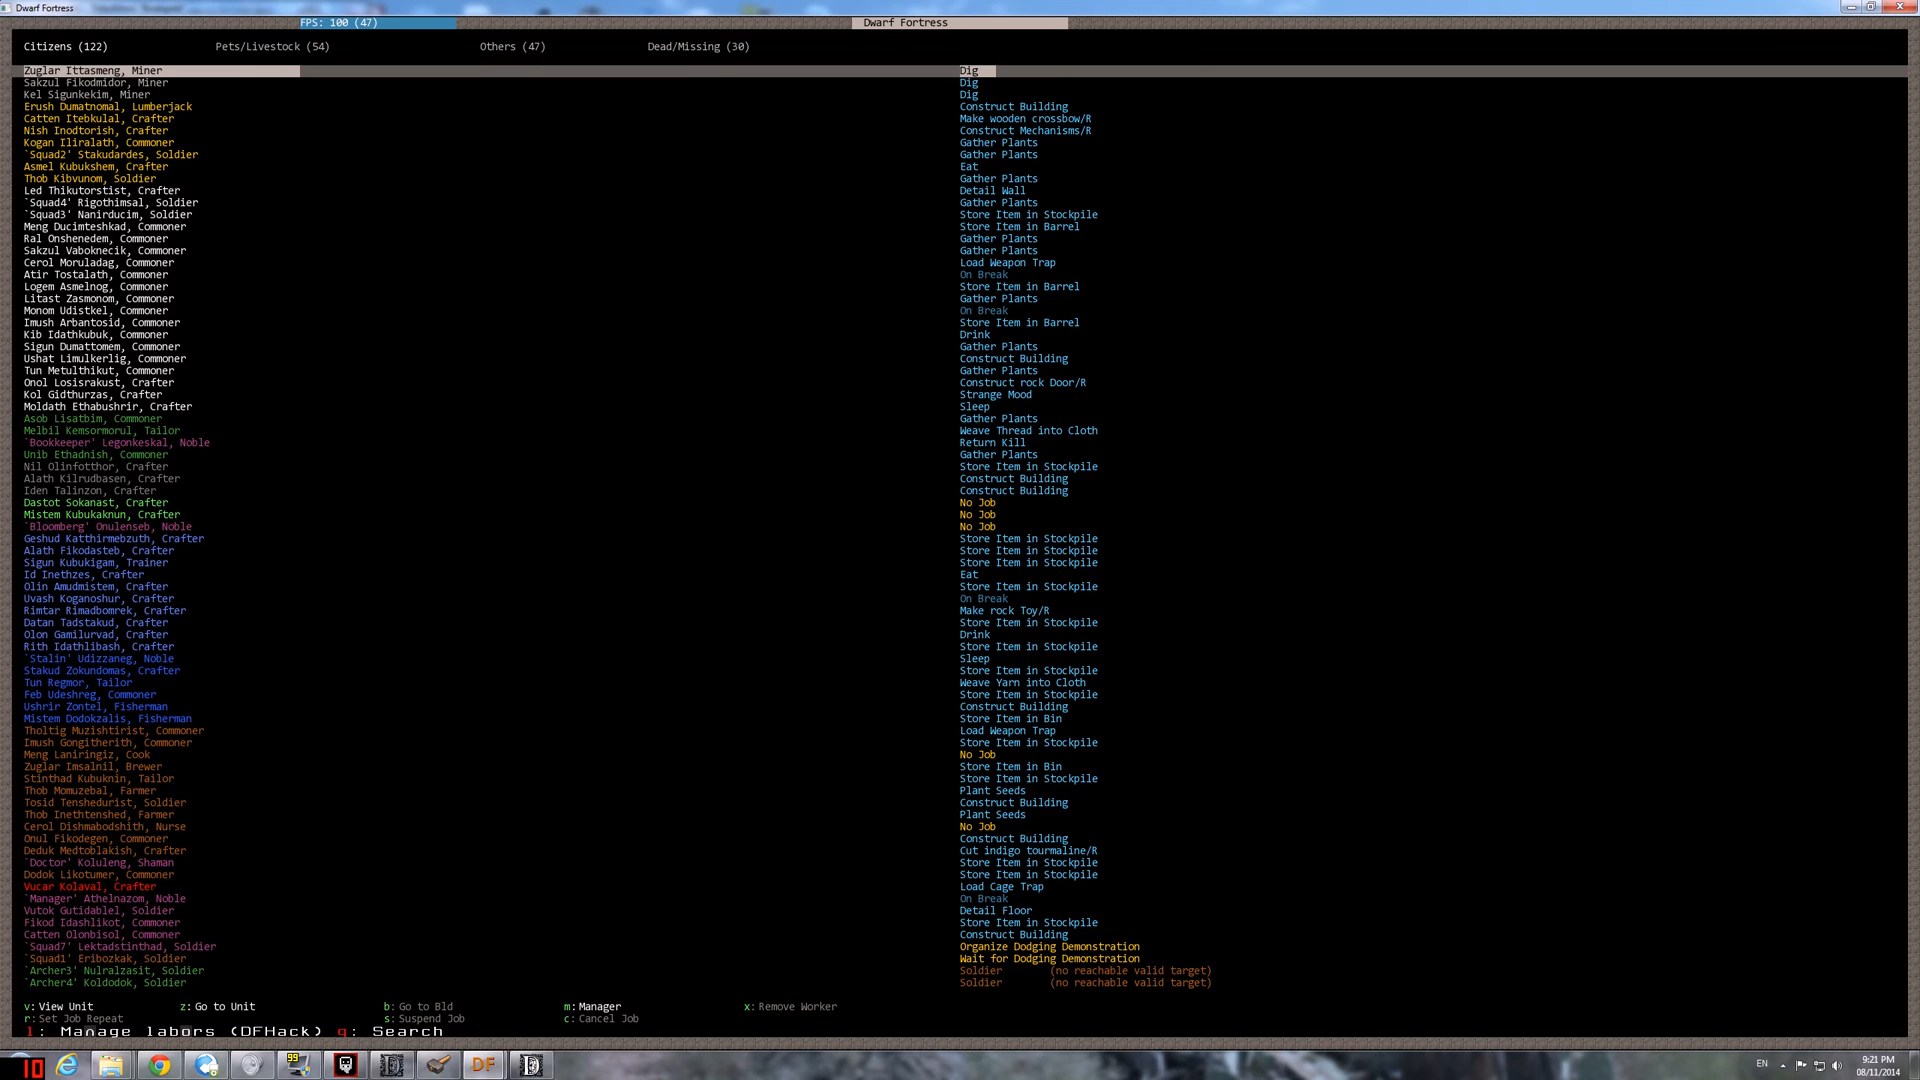 Dwarf Fortress
FPS: 100 (47) Dwarf Fortress
Citizens (122) Pets/Livestock (54) Others (47) Dead/Missing (30)
Zuglar Ittasmeng, Miner Dig
Sakzul Fikodmidor, Miner Dig
Kel Sigunkekim, Miner Dig
Erush Dumatnomal, Lumberjack Construct Building
Catten Itebkulal, Crafter Make wooden crossbow/R
Nish Inodtorish, Crafter Construct Mechanisms/R
Kogan Iliralath, Commoner Gather Plants
`Squad2' Stakudardes, Soldier Gather Plants
Asmel Kubukshem, Crafter Eat
Thob Kibvunom, Soldier Gather Plants
Led Thikutorstist, Crafter Detail Wall
`Squad4' Rigothimsal, Soldier Gather Plants
`Squad3' Nanirducim, Soldier Store Item in Stockpile
Meng Ducimteshkad, Commoner Store Item in Barrel
Ral Onshenedem, Commoner Gather Plants
Sakzul Vaboknecik, Commoner Gather Plants
Cerol Moruladag, Commoner Load Weapon Trap
Atir Tostalath, Commoner On Break
Logem Asmelnog, Commoner Store Item in Barrel
Litast Zasmonom, Commoner Gather Plants
Monom Udistkel, Commoner On Break
Imush Arbantosid, Commoner Store Item in Barrel
Kib Idathkubuk, Commoner Drink
Sigun Dumattomem, Commoner Gather Plants
Ushat Limulkerlig, Commoner Construct Building
Tun Metulthikut, Commoner Gather Plants
Onol Losisrakust, Crafter Construct rock Door/R
Kol Gidthurzas, Crafter Strange Mood
Moldath Ethabushrir, Crafter Sleep
Asob Lisatbim, Commoner Gather Plants
Melbil Kemsormorul, Tailor Weave Thread into Cloth
`Bookkeeper' Legonkeskal, Noble Return Kill
Unib Ethadnish, Commoner Gather Plants
Nil Olinfotthor, Crafter Store Item in Stockpile
Alath Kilrudbasen, Crafter Construct Building
Iden Talinzon, Crafter Construct Building
Dastot Sokanast, Crafter No Job
Mistem Kubukaknun, Crafter No Job
`Bloomberg' Onulenseb, Noble No Job
Geshud Katthirmebzuth, Crafter Store Item in Stockpile
Alath Fikodasteb, Crafter Store Item in Stockpile
Sigun Kubukigam, Trainer Store Item in Stockpile
Id Inethzes, Crafter Eat
Olin Amudmistem, Crafter Store Item in Stockpile
Uvash Koganoshur, Crafter On Break
Rimtar Rimadbomrek, Crafter Make rock Toy/R
Datan Tadstakud, Crafter Store Item in Stockpile
Olon Gamilurvad, Crafter Drink
Rith Idathlibash, Crafter Store Item in Stockpile
`Stalin' Udizzaneg, Noble Sleep
Stakud Zokundomas, Crafter Store Item in Stockpile
Tun Regmor, Tailor Weave Yarn into Cloth
Feb Udeshreg, Commoner Store Item in Stockpile
Ushrir Zontel, Fisherman Construct Building
Mistem Dodokzalis, Fisherman Store Item in Bin
Tholtig Muzishtirist, Commoner Load Weapon Trap
Imush Gongitherith, Commoner Store Item in Stockpile
Meng Laniringiz, Cook No Job
Zuglar Imsalnil, Brewer Store Item in Bin
Stinthad Kubuknin, Tailor Store Item in Stockpile
Thob Momuzebal, Farmer Plant Seeds
Tosid Tenshedurist, Soldier Construct Building
Thob Inethtenshed, Farmer Plant Seeds
Cerol Dishmabodshith, Nurse No Job
Onul Fikodegen, Commoner Construct Building
Deduk Medtoblakish, Crafter Cut indigo tourmaline/R
`Doctor' Koluleng, Shaman Store Item in Stockpile
Dodok Likotumer, Commoner Store Item in Stockpile
Vucar Kolaval, Crafter Load Cage Trap
`Manager' Athelnazom, Noble On Break
Vutok Gutidablel, Soldier Detail Floor
Fikod Idashlikot, Commoner Store Item in Stockpile
Catten Olonbisol, Commoner Construct Building
`Squad7' Lektadstinthad, Soldier Organize Dodging Demonstration
`Squad1' Eribozkak, Soldier Wait for Dodging Demonstration
`Archer3' Nulralzasit, Soldier Soldier (no reachable valid target)
`Archer4' Koldodok, Soldier Soldier (no reachable valid target)
v: View Unit z: Go to Unit b: Go to Bld m: Manager x: Remove Worker
r: Set Job Repeat s: Suspend Job c: Cancel Job
l: Manage labors (DFHack) q: Search
10 99 DF EN 9:21 PM
08/11/2014